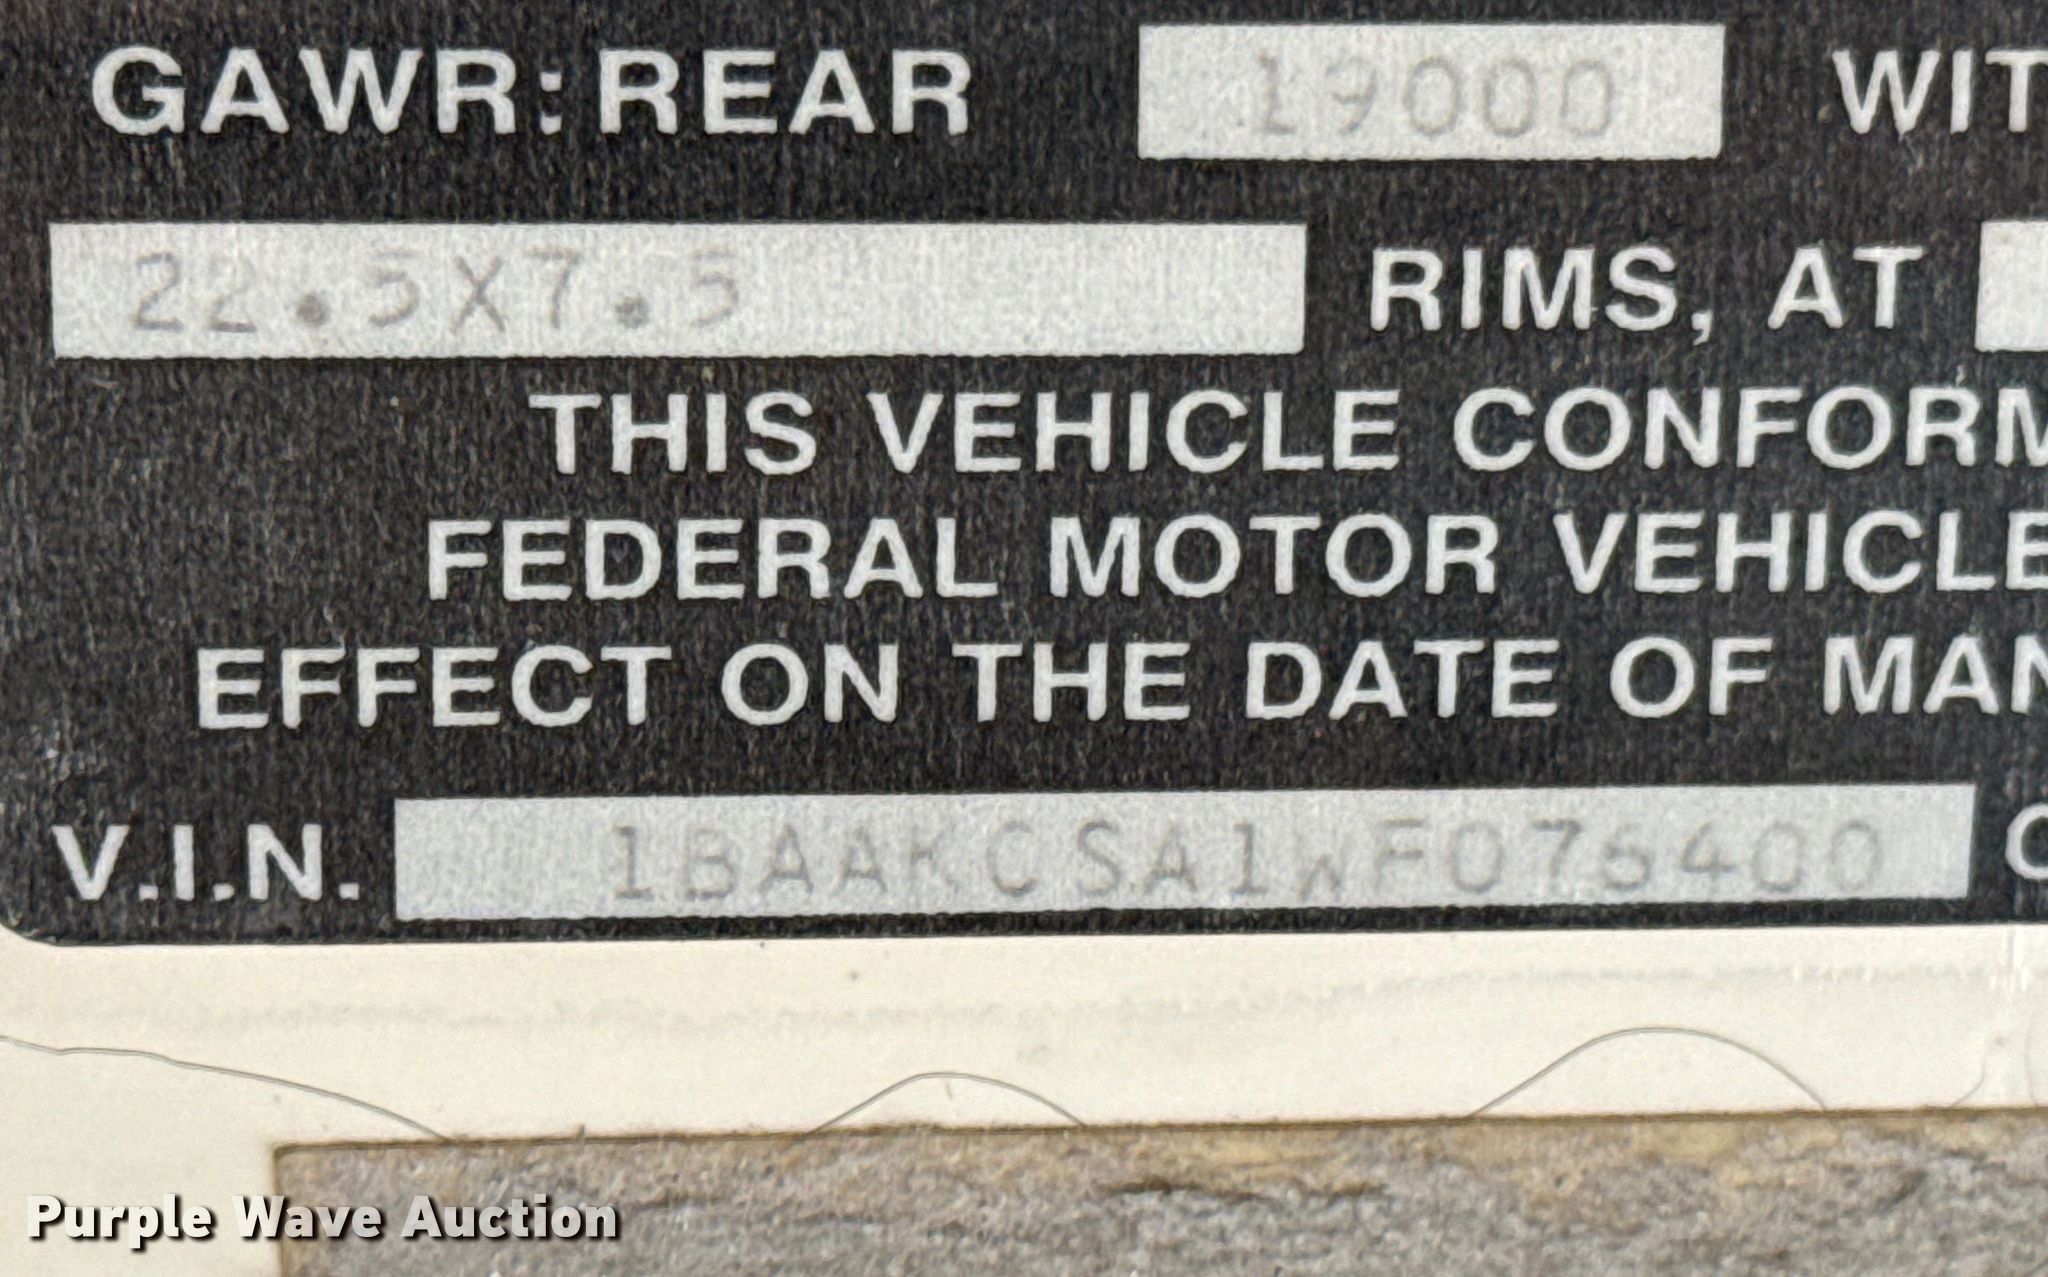 GAWR: REAR 19000 WIT
22.5X7.5 RIMS, AT
THIS VEHICLE CONFORM
FEDERAL MOTOR VEHICLE
EFFECT ON THE DATE OF MAN
V.I.N. 1BAAKCSA1WF076400
Purple Wave Auction